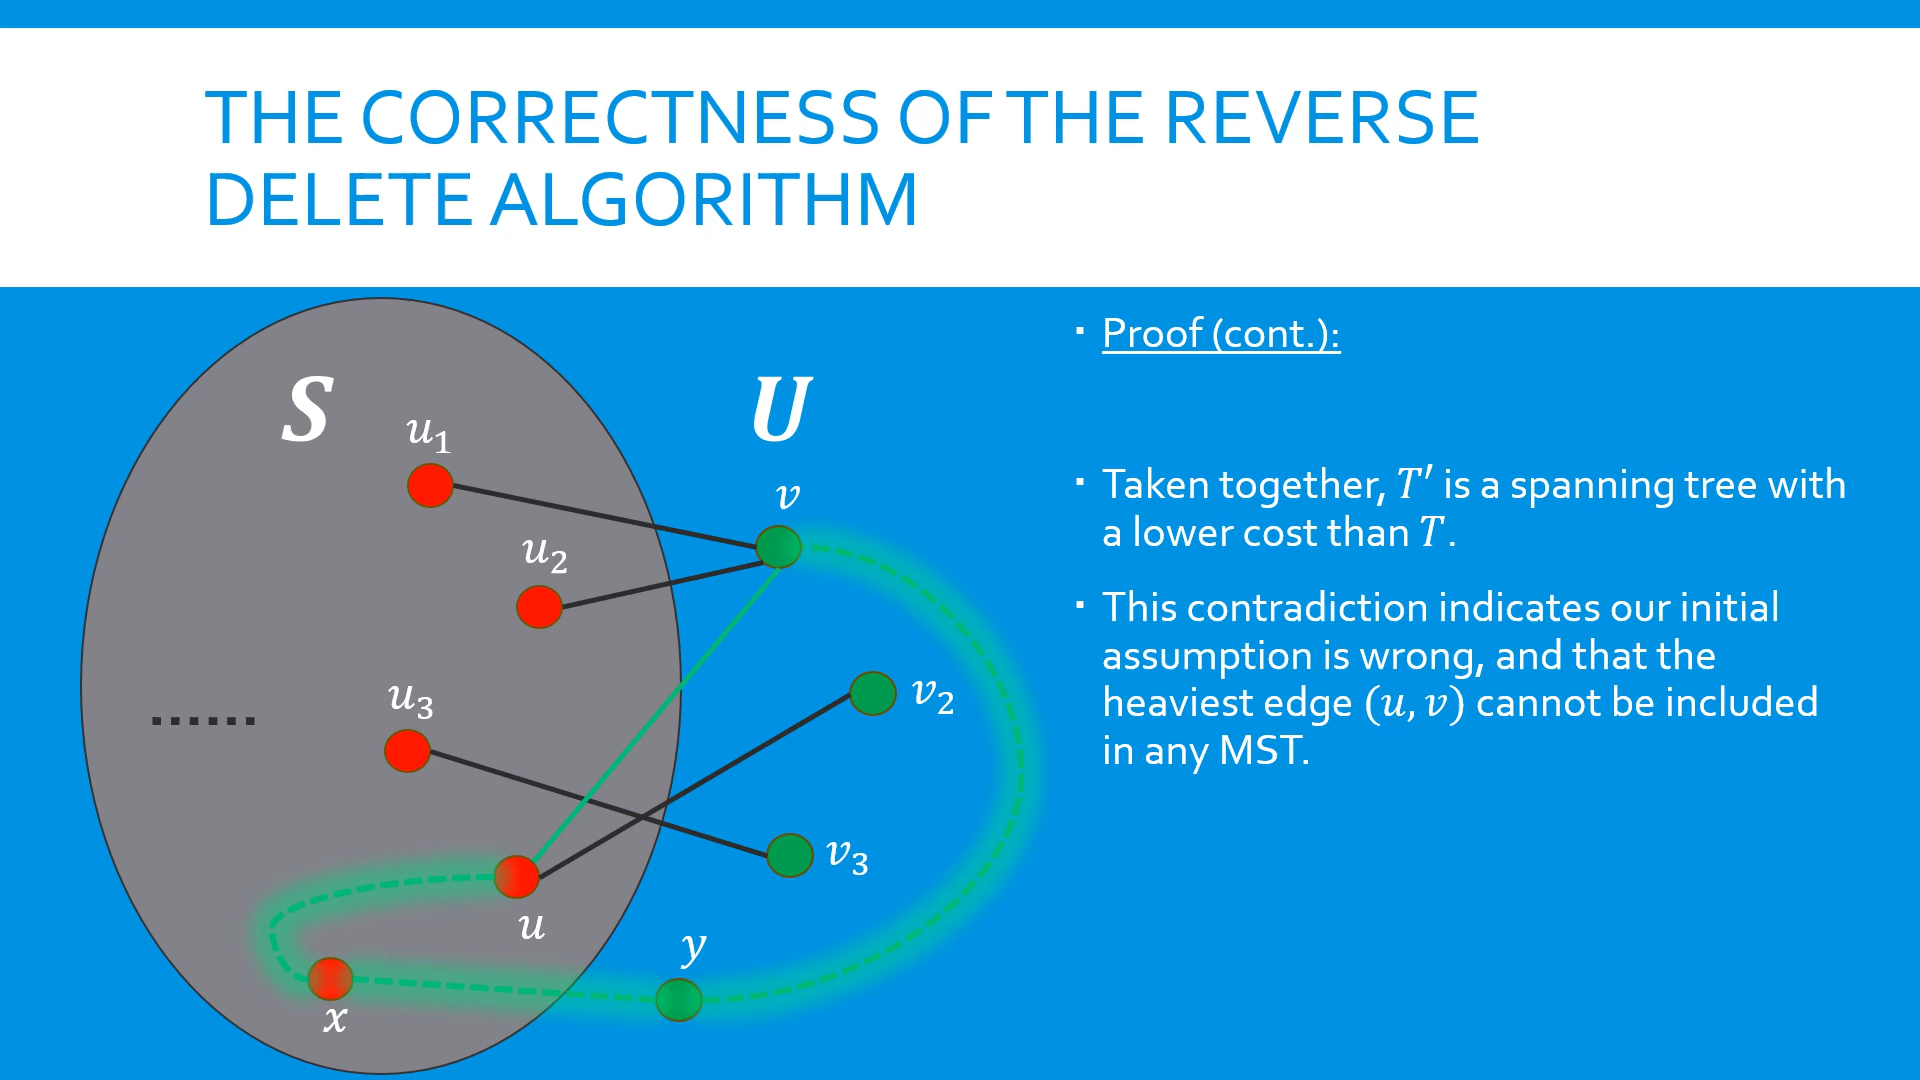 THE CORRECTNESS OF THE REVERSE
DELETE ALGORITHM
S
U
u₁
v
u₂
v₂
u₃
v₃
u
y
x
▪ Proof (cont.):
▪ Taken together, T′ is a spanning tree with
a lower cost than T.
▪ This contradiction indicates our initial
assumption is wrong, and that the
heaviest edge (u, v) cannot be included
in any MST.